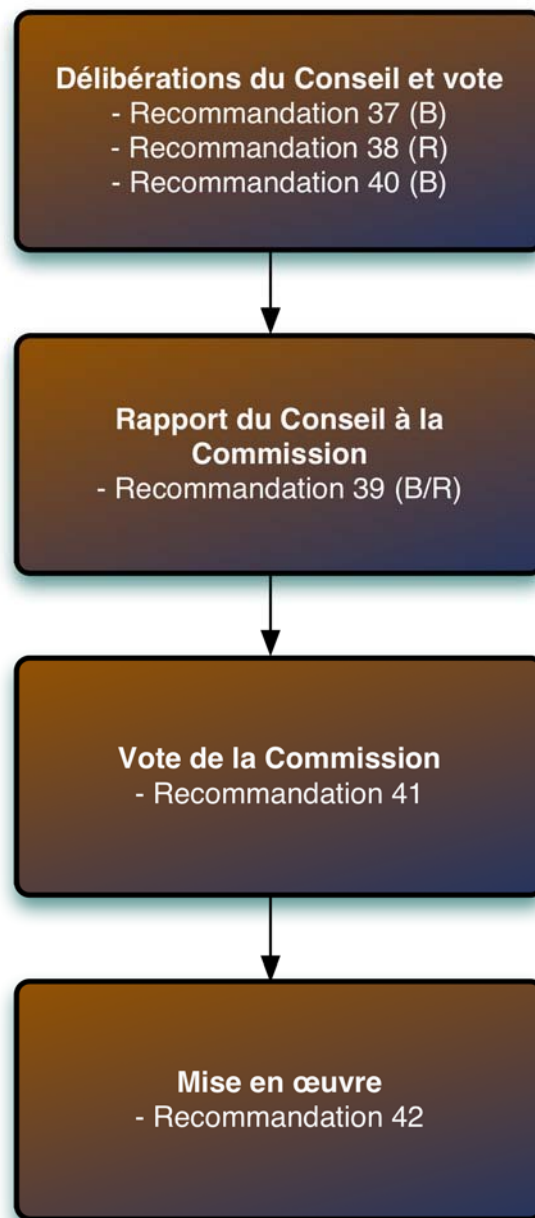 Délibérations du Conseil et vote
- Recommandation 37 (B)
- Recommandation 38 (R)
- Recommandation 40 (B)
Rapport du Conseil à la
Commission
- Recommandation 39 (B/R)
Vote de la Commission
- Recommandation 41
Mise en œuvre
- Recommandation 42